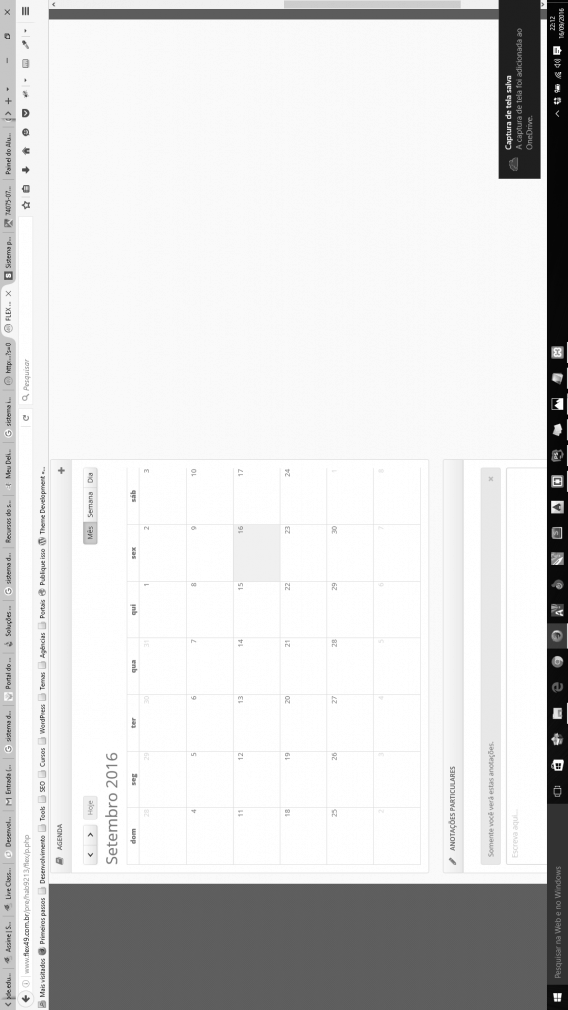 de.edu...
Assine | S...
Live Class...
Desenvol...
Entrada (...
sistema d...
Portal do ...
Soluções ...
sistema d...
Recursos do s...
Meu Deli...
sistema i...
http:...?s=0
FLEX ...
Sistema p...
74075-07...
Painel do Alu...
www.flex49.com.br/pre/hab9213/flex/p.php
Pesquisar
Mais visitados
Primeiros passos
Desenvolvimento
Tools
SEO
Cursos
WordPress
Temas
Agências
Portais
Publique isso
Theme Development «...
AGENDA
Hoje
Mês Semana Dia
Setembro 2016
dom seg ter qua qui sex sáb
28 29 30 31 1 2 3
4 5 6 7 8 9 10
11 12 13 14 15 16 17
18 19 20 21 22 23 24
25 26 27 28 29 30 1
2 3 4 5 6 7 8
ANOTAÇÕES PARTICULARES
Somente você verá estas anotações.
Escreva aqui...
Captura de tela salva
A captura de tela foi adicionada ao
OneDrive.
Pesquisar na Web e no Windows
22:12
16/09/2016